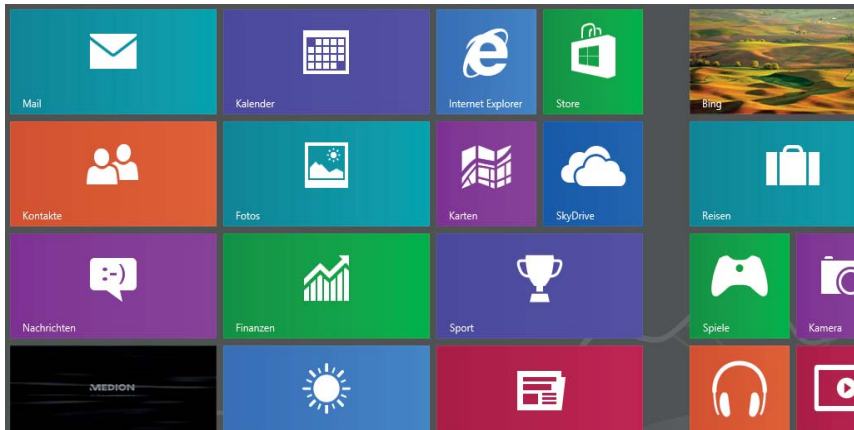 Mail
Kalender
Internet Explorer
Store
Bing
Kontakte
Fotos
Karten
SkyDrive
Reisen
:-)
Nachrichten
Finanzen
Sport
Spiele
Kamera
MEDION